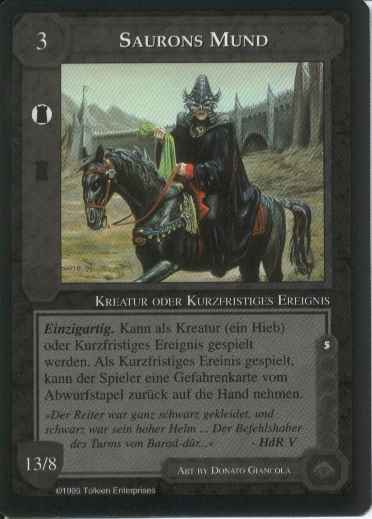 3
SAURONS MUND
KREATUR ODER KURZFRISTIGES EREIGNIS
Einzigartig. Kann als Kreatur (ein Hieb)
oder Kurzfristiges Ereignis gespielt
werden. Als Kurzfristiges Ereinis gespielt,
kann der Spieler eine Gefahrenkarte vom
Abwurfstapel zurück auf die Hand nehmen.
5
»Der Reiter war ganz schwarz gekleidet, und
schwarz war sein hoher Helm ... Der Befehlshaber
des Turms von Barad-dûr...« - HdR V
13/8
ART BY DONATO GIANCOLA
©1995 Tolkien Enterprises